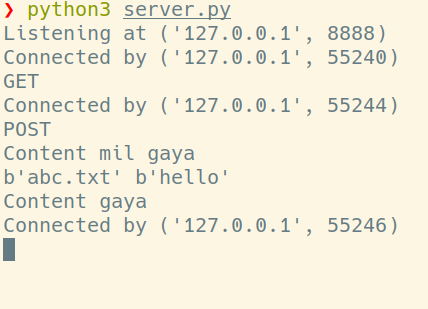 ❯ python3 server.py
Listening at ('127.0.0.1', 8888)
Connected by ('127.0.0.1', 55240)
GET
Connected by ('127.0.0.1', 55244)
POST
Content mil gaya
b'abc.txt' b'hello'
Content gaya
Connected by ('127.0.0.1', 55246)